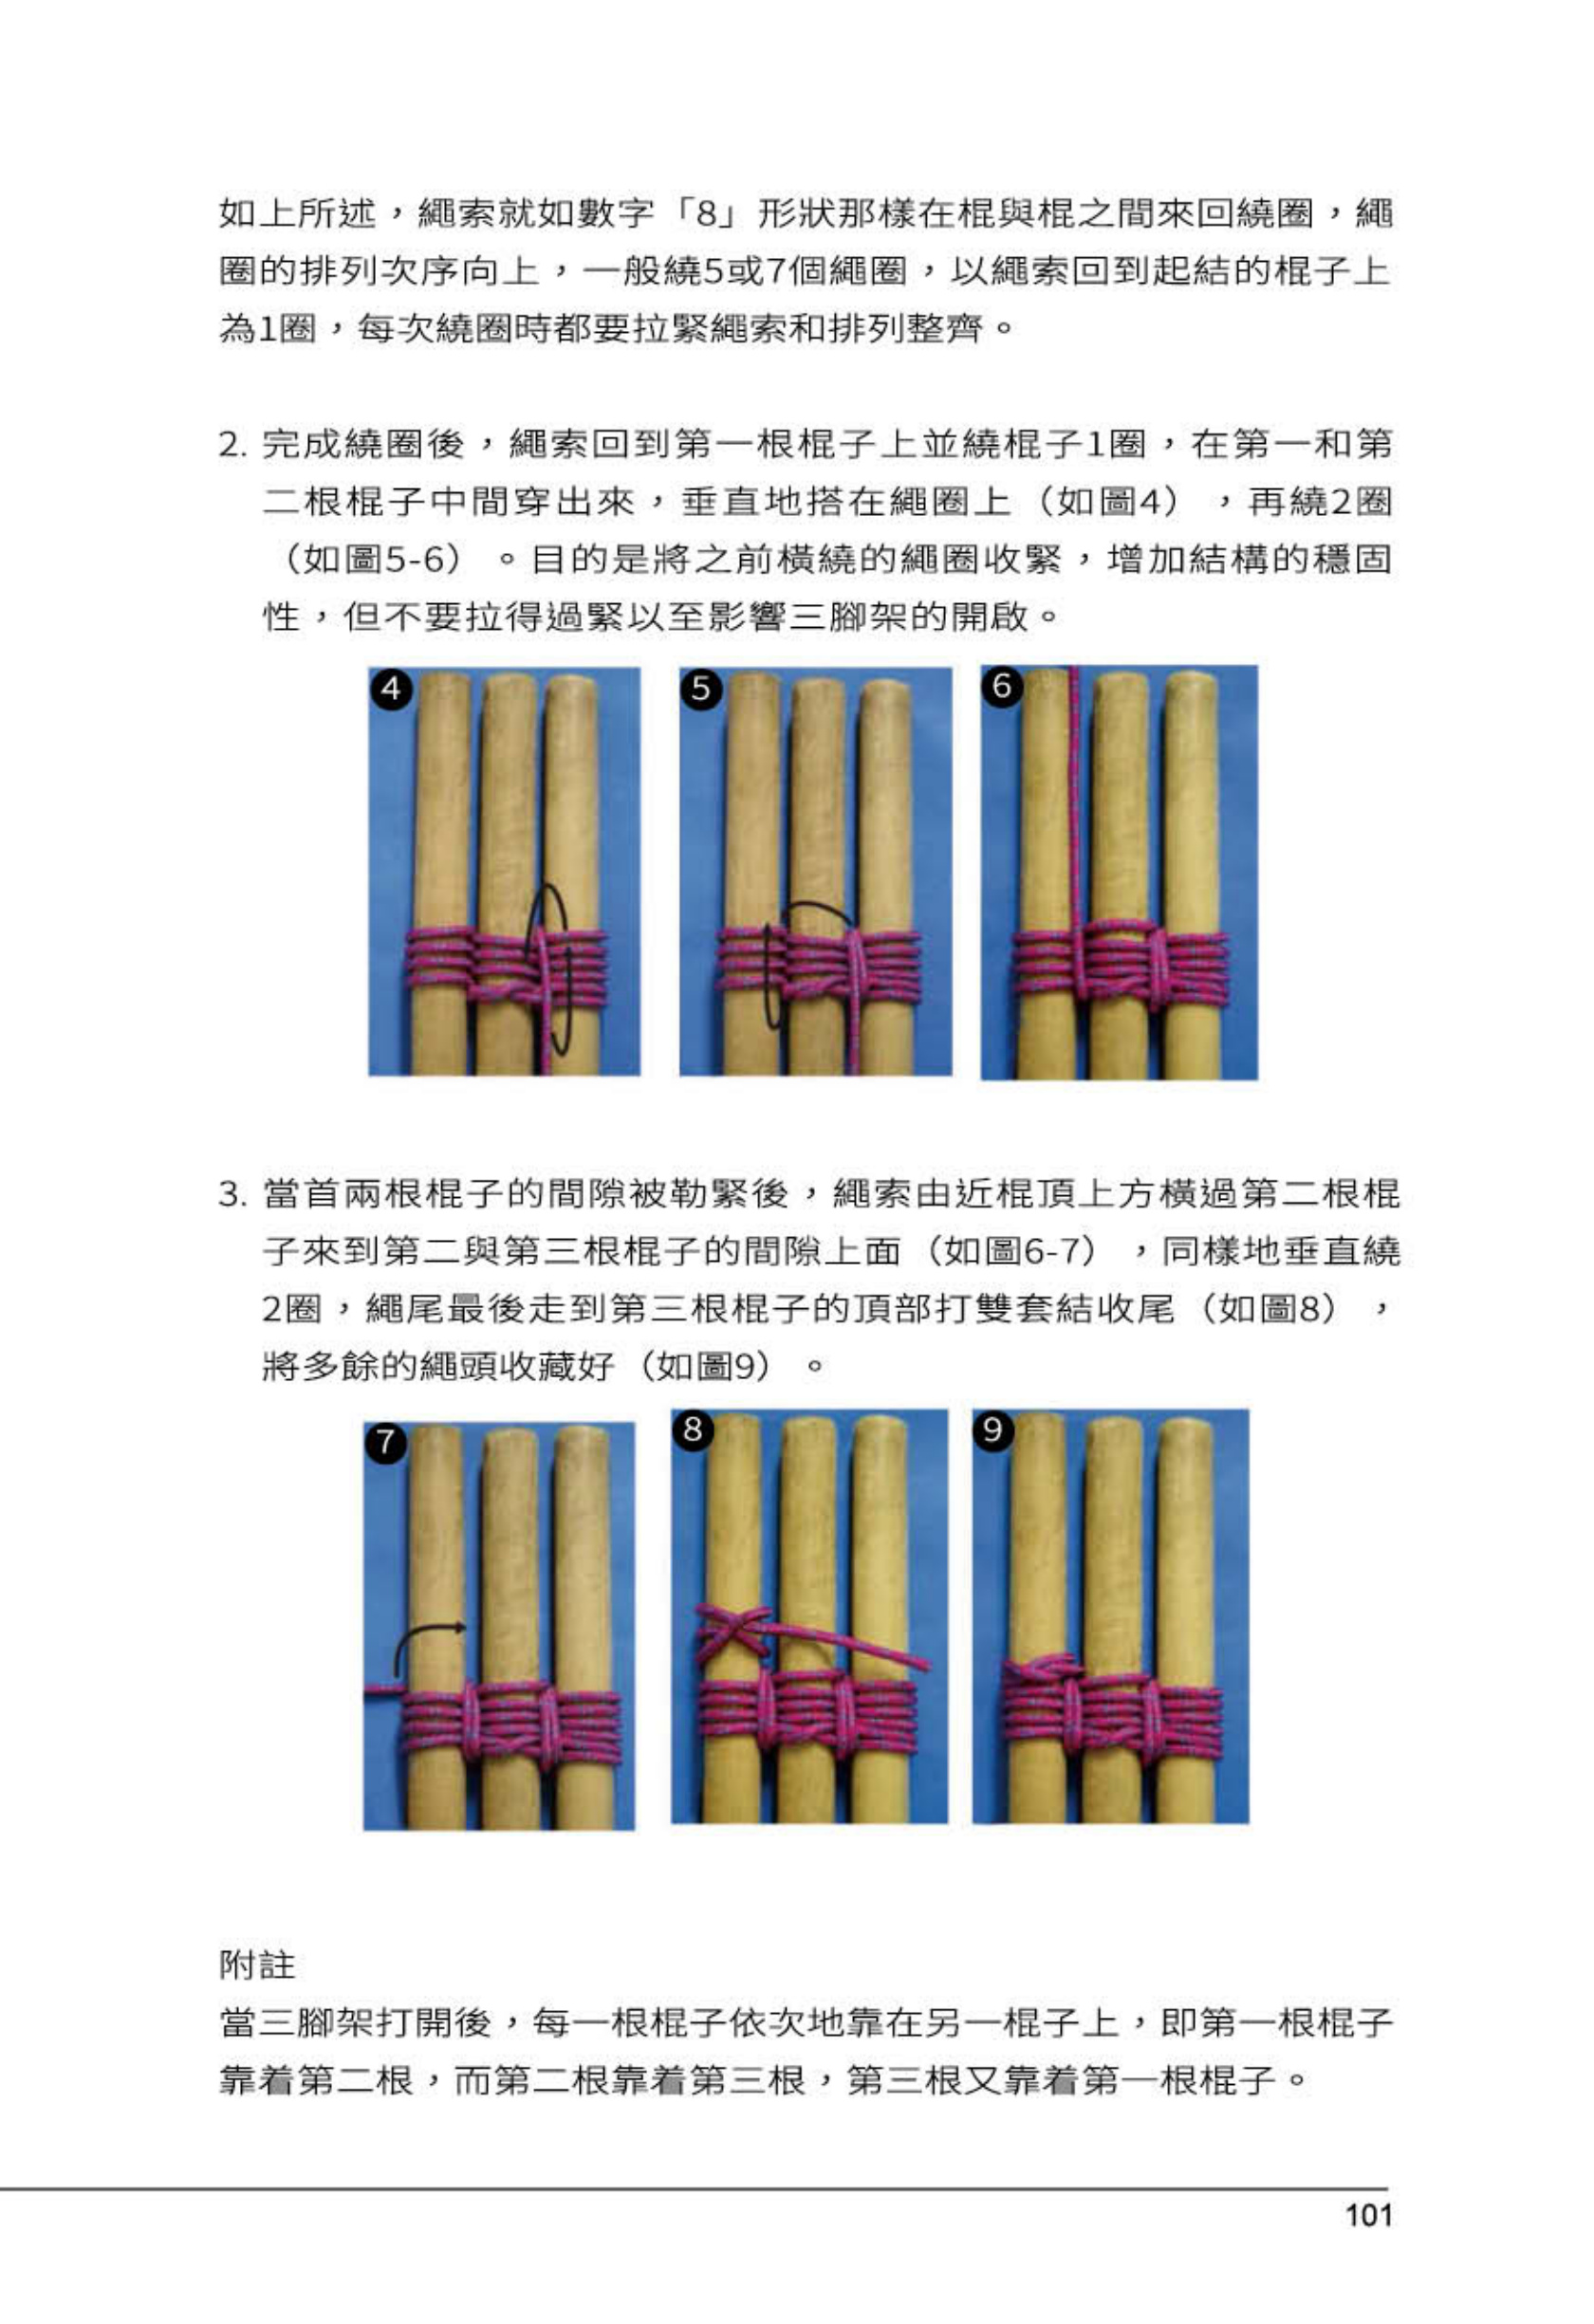 如上所述，繩索就如數字「8」形狀那樣在棍與棍之間來回繞圈，繩
圈的排列次序向上，一般繞5或7個繩圈，以繩索回到起結的棍子上
為1圈，每次繞圈時都要拉緊繩索和排列整齊。
2. 完成繞圈後，繩索回到第一根棍子上並繞棍子1圈，在第一和第
二根棍子中間穿出來，垂直地搭在繩圈上（如圖4），再繞2圈
（如圖5-6）。目的是將之前橫繞的繩圈收緊，增加結構的穩固
性，但不要拉得過緊以至影響三腳架的開啟。
4
5
6
3. 當首兩根棍子的間隙被勒緊後，繩索由近棍頂上方橫過第二根棍
子來到第二與第三根棍子的間隙上面（如圖6-7），同樣地垂直繞
2圈，繩尾最後走到第三根棍子的頂部打雙套結收尾（如圖8），
將多餘的繩頭收藏好（如圖9）。
7
8
9
附註
當三腳架打開後，每一根棍子依次地靠在另一棍子上，即第一根棍子
靠着第二根，而第二根靠着第三根，第三根又靠着第一根棍子。
101